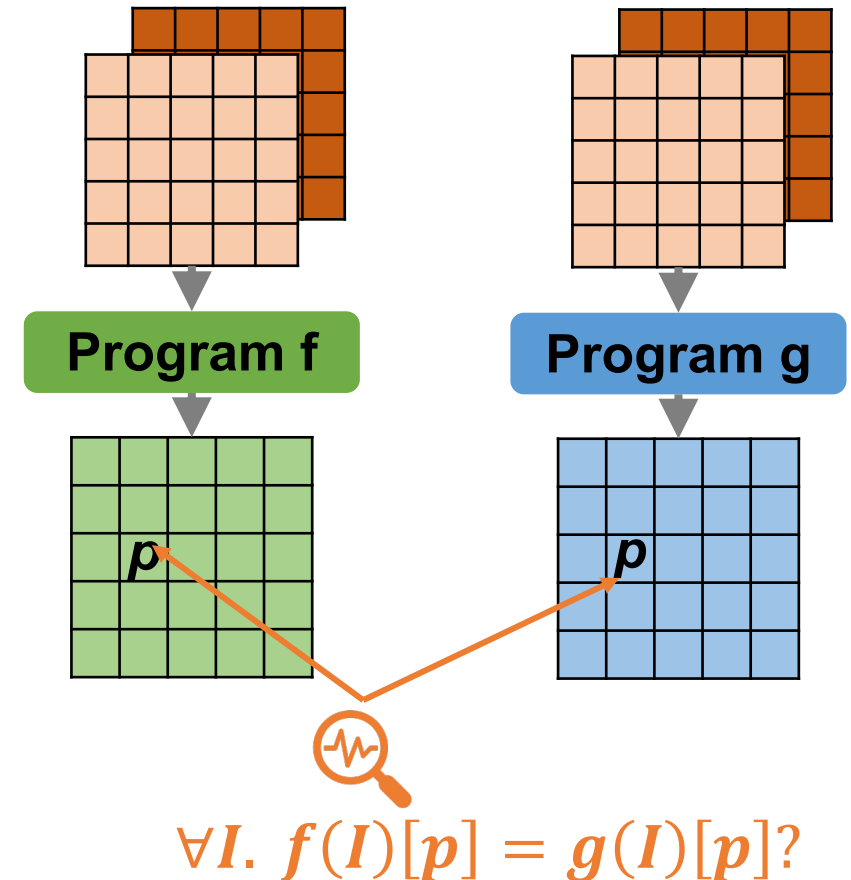 Program f
Program g
p
p
∀I. f(I)[p] = g(I)[p]?